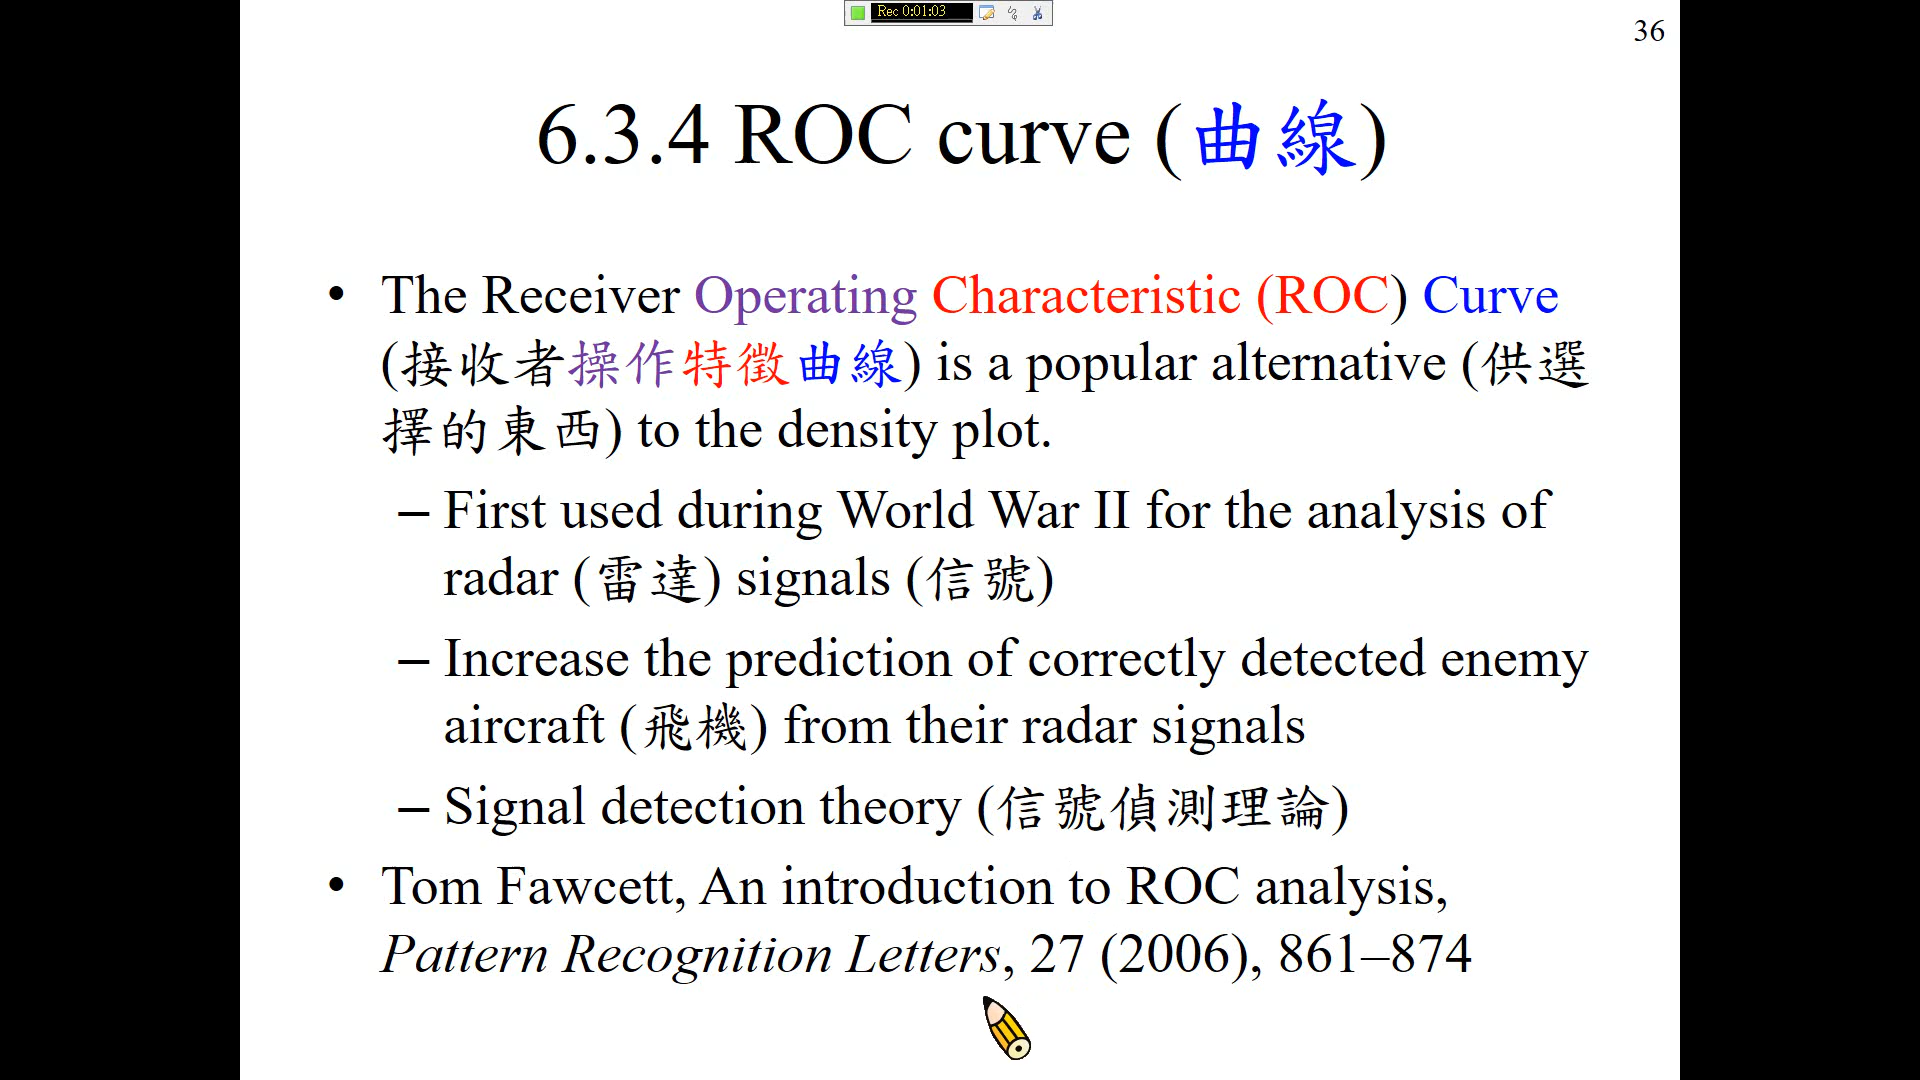 Rec 0:01:03
36
6.3.4 ROC curve (曲線)
• The Receiver Operating Characteristic (ROC) Curve
(接收者操作特徵曲線) is a popular alternative (供選
擇的東西) to the density plot.
– First used during World War II for the analysis of
radar (雷達) signals (信號)
– Increase the prediction of correctly detected enemy
aircraft (飛機) from their radar signals
– Signal detection theory (信號偵測理論)
• Tom Fawcett, An introduction to ROC analysis,
Pattern Recognition Letters, 27 (2006), 861–874